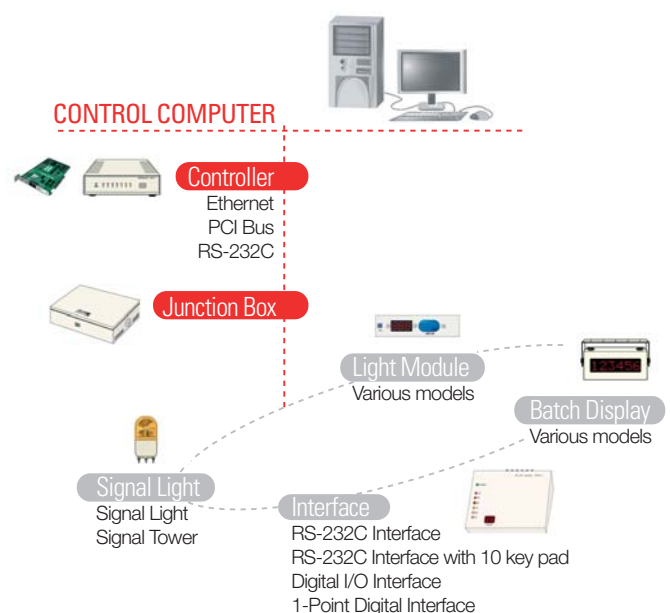 CONTROL COMPUTER
Controller
Ethernet
PCI Bus
RS-232C
Junction Box
Light Module
Various models
123456
Batch Display
Various models
Signal Light
Signal Light
Signal Tower
Interface
RS-232C Interface
RS-232C Interface with 10 key pad
Digital I/O Interface
1-Point Digital Interface